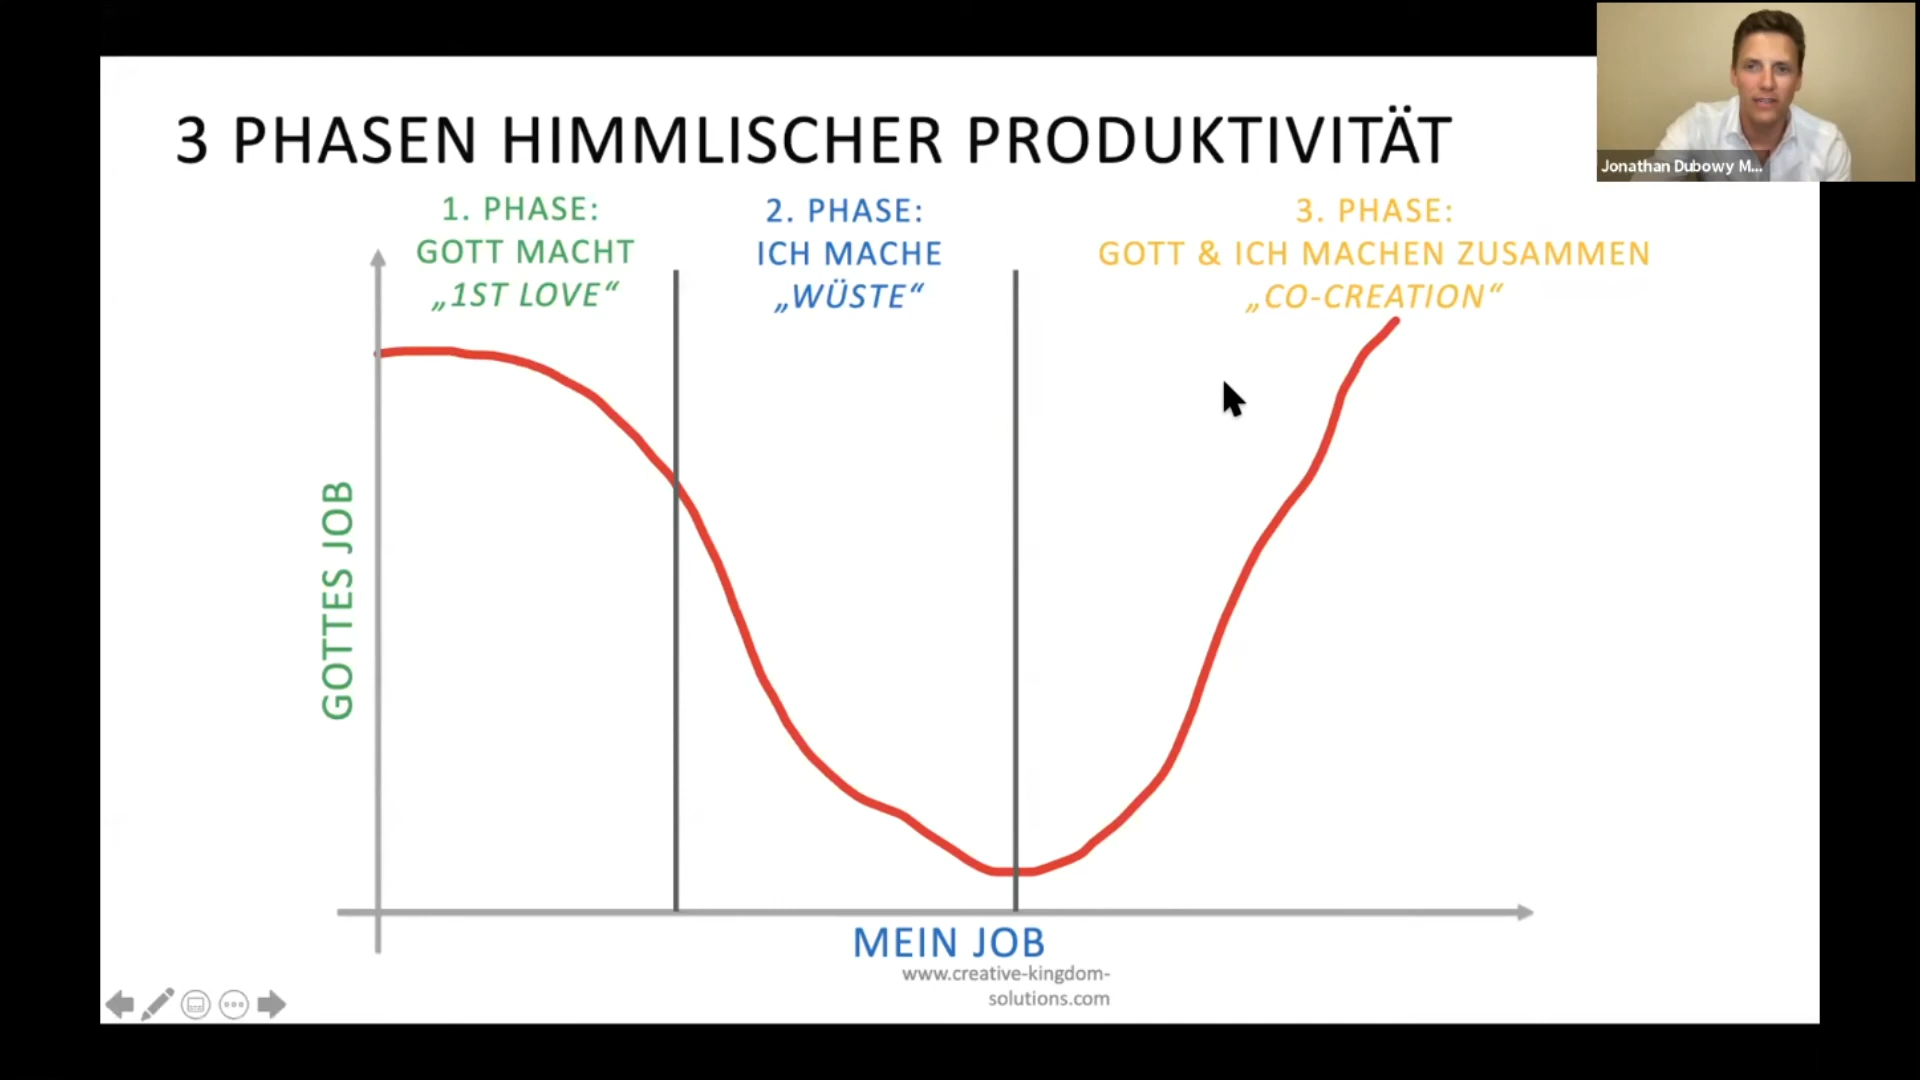 3 PHASEN HIMMLISCHER PRODUKTIVITÄT
Jonathan Dubowy M...
1. PHASE:
GOTT MACHT
„1ST LOVE“
2. PHASE:
ICH MACHE
„WÜSTE“
3. PHASE:
GOTT & ICH MACHEN ZUSAMMEN
„CO-CREATION“
GOTTES JOB
MEIN JOB
www.creative-kingdom-
solutions.com